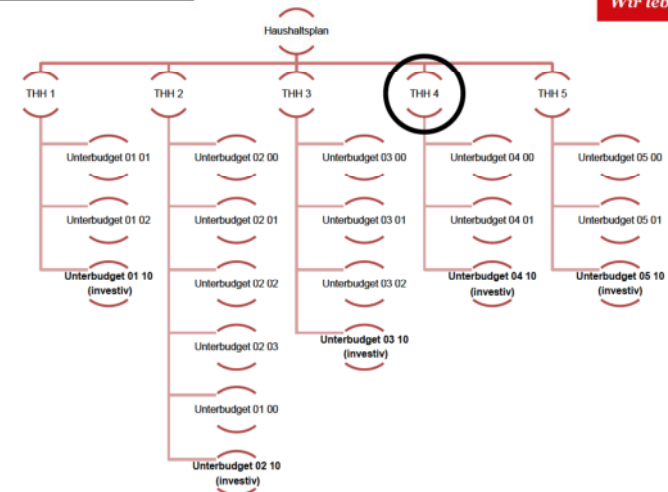 Wir leb
Haushaltsplan
THH 1
THH 2
THH 3
THH 4
THH 5
Unterbudget 01 01
Unterbudget 02 00
Unterbudget 03 00
Unterbudget 04 00
Unterbudget 05 00
Unterbudget 01 02
Unterbudget 02 01
Unterbudget 03 01
Unterbudget 04 01
Unterbudget 05 01
Unterbudget 01 10
(investiv)
Unterbudget 02 02
Unterbudget 03 02
Unterbudget 04 10
(investiv)
Unterbudget 05 10
(investiv)
Unterbudget 02 03
Unterbudget 03 10
(investiv)
Unterbudget 01 00
Unterbudget 02 10
(investiv)